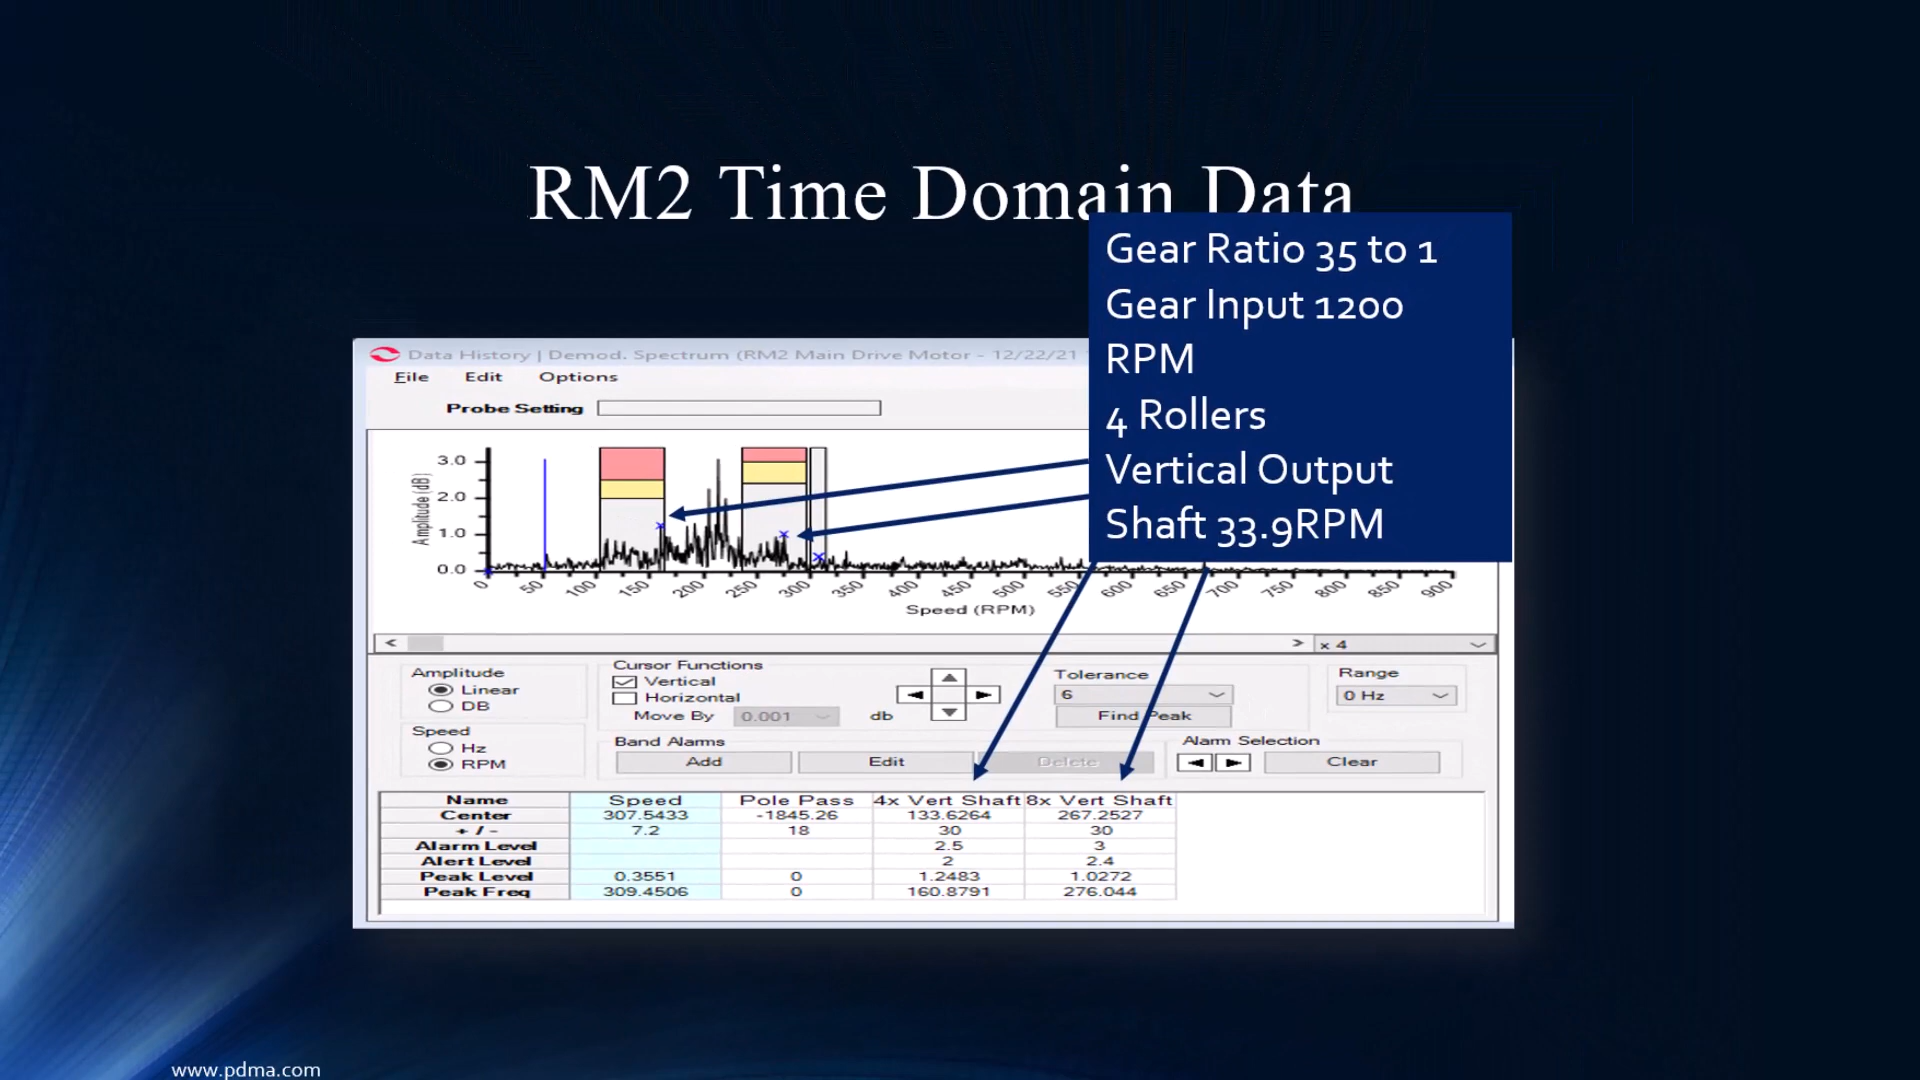 RM2 Time Domain Data
Gear Ratio 35 to 1
Gear Input 1200
RPM
4 Rollers
Vertical Output
Shaft 33.9RPM
Data History | Demod. Spectrum (RM2 Main Drive Motor - 12/22/21
File Edit Options
Probe Setting
Amplitude (dB)
3.0
2.0
1.0
0.0
0 50 100 150 200 250 300 350 400 450 500 600 650 700 750 800 850 900
Speed (RPM)
< > x 4
Amplitude
Linear
DB
Speed
Hz
RPM
Cursor Functions
Vertical
Horizontal
Move By 0.001 db
Tolerance
6
Find Peak
Range
0 Hz
Band Alarms
Add Edit Delete
Alarm Selection
Clear
Name Speed Pole Pass 4x Vert Shaft 8x Vert Shaft
Center 307.5433 -1845.26 133.6264 267.2527
+ / - 7.2 18 30 30
Alarm Level 2.5 3
Alert Level 2 2.4
Peak Level 0.3551 0 1.2483 1.0272
Peak Freq 309.4506 0 160.8791 276.044
www.pdma.com